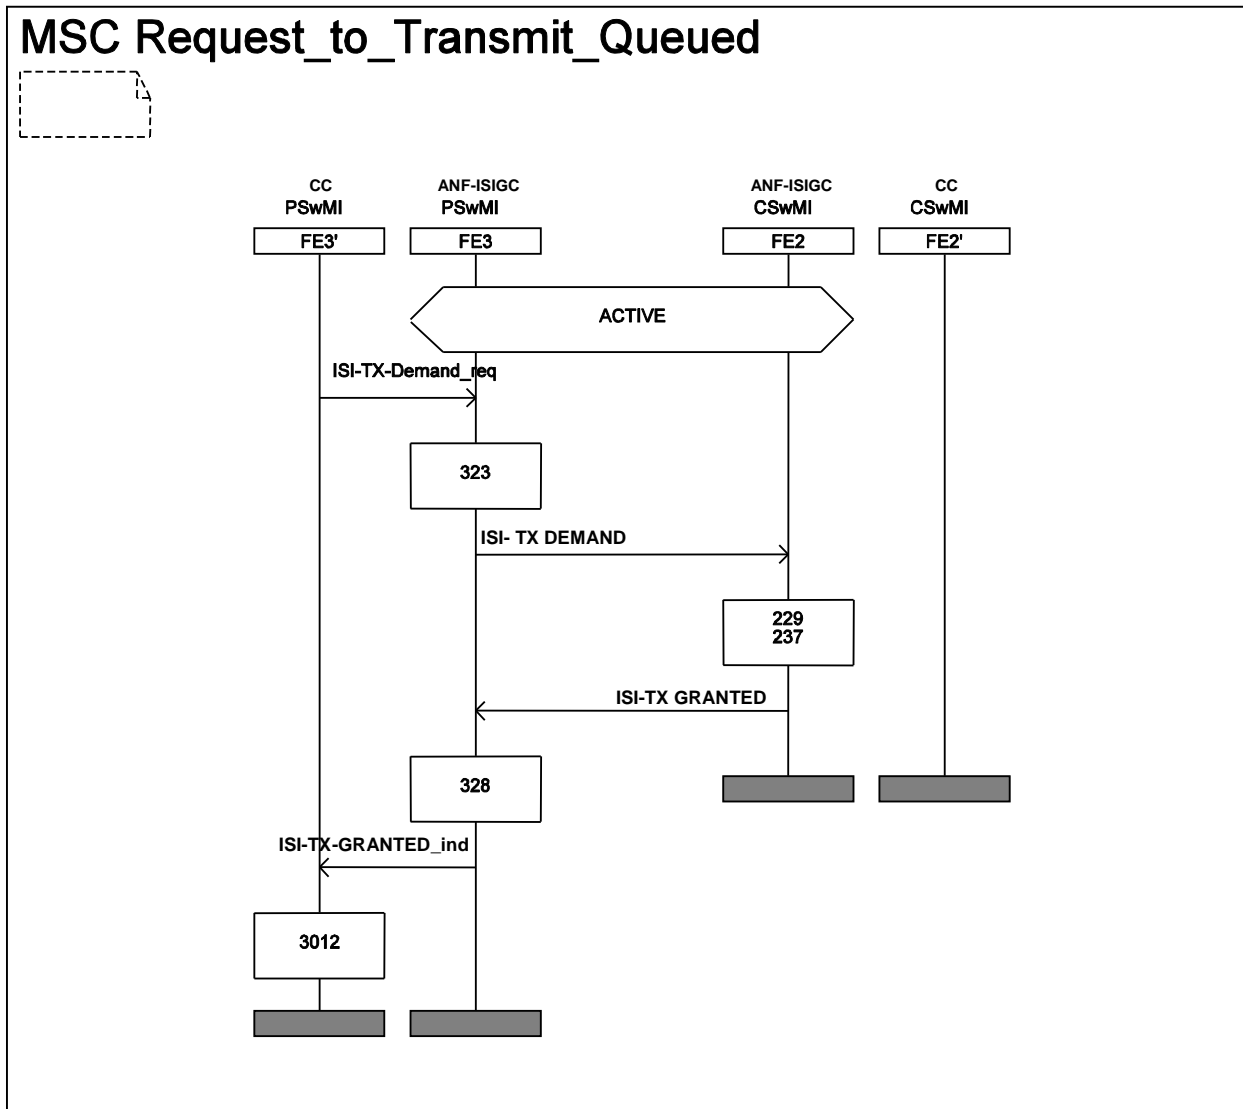 MSC Request_to_Transmit_Queued
CC
ANF-ISIGC
ANF-ISIGC
CC
PSwMI
PSwMI
CSwMI
CSwMI
FE3'
FE3
FE2
FE2'
ACTIVE
ISI-TX-Demand_req
323
ISI- TX DEMAND
229
237
ISI-TX GRANTED
328
ISI-TX-GRANTED_ind
3012